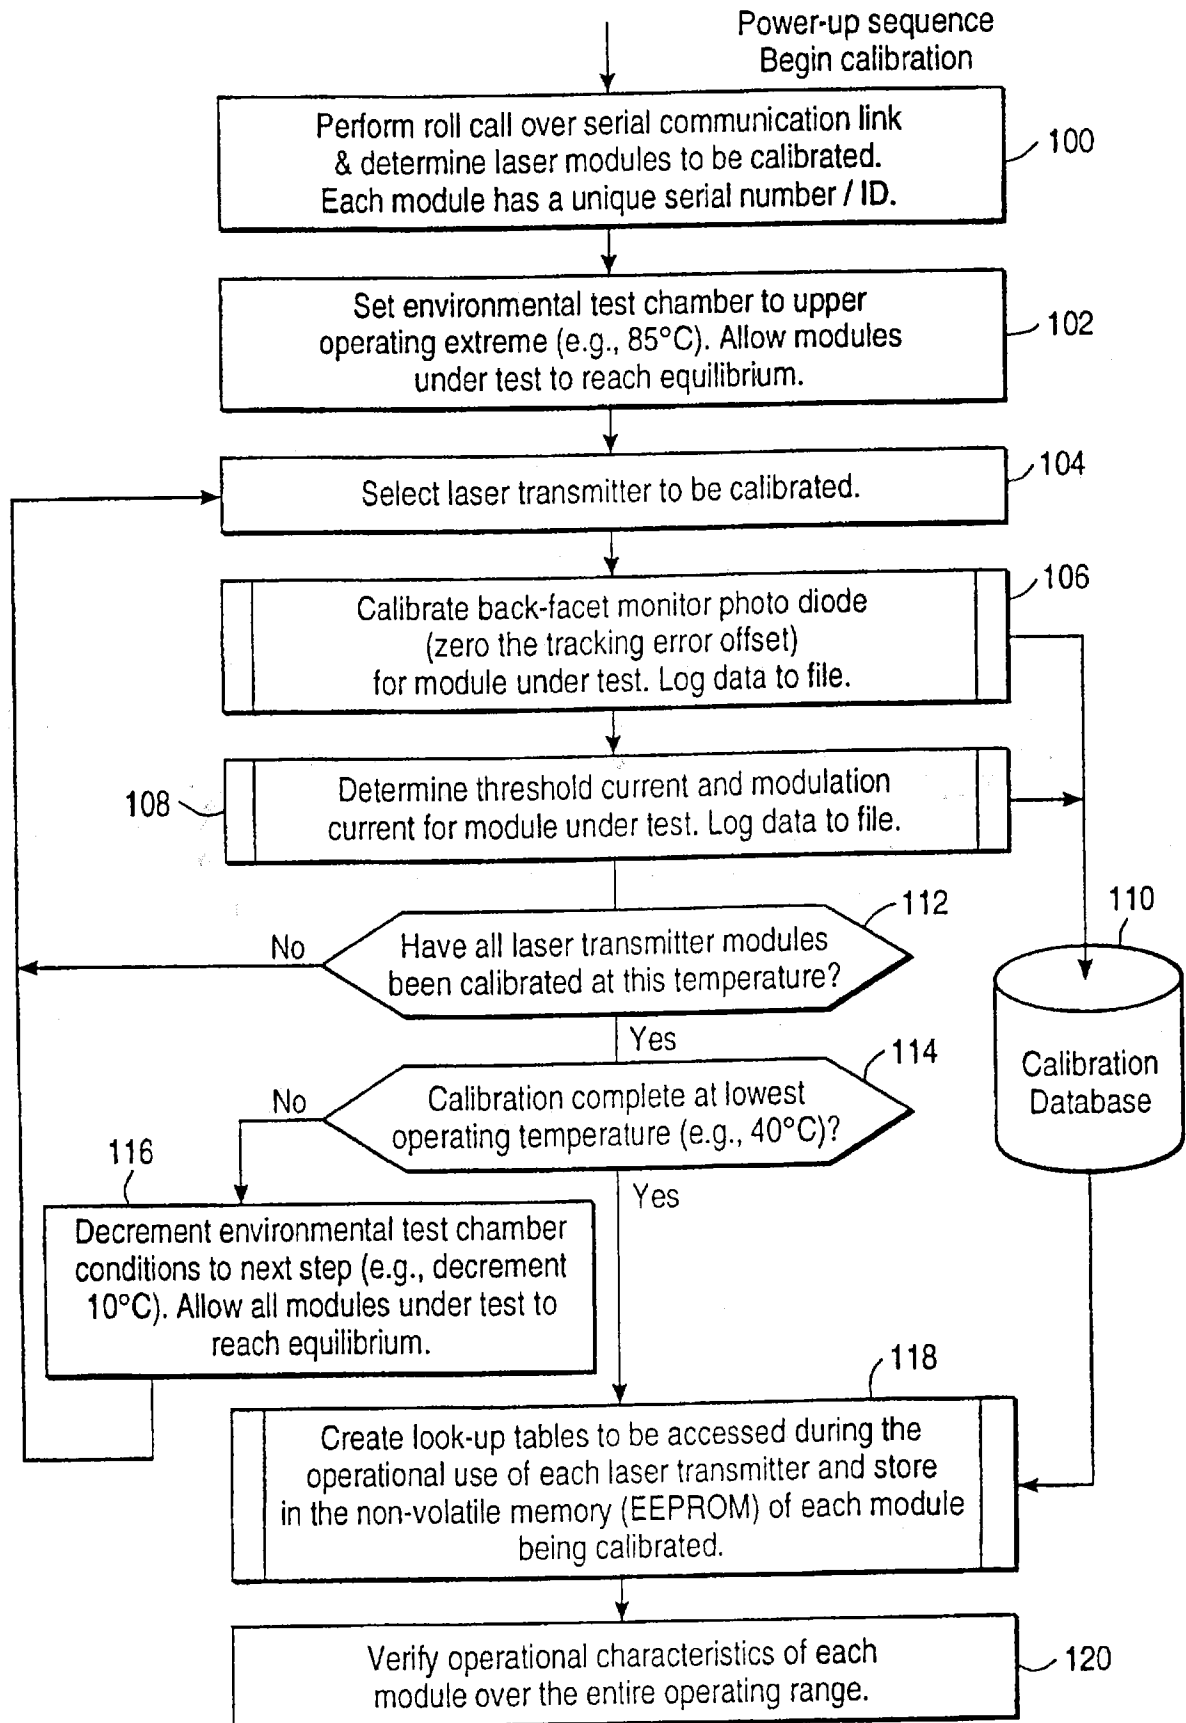 Power-up sequence
Begin calibration
Perform roll call over serial communication link
& determine laser modules to be calibrated.
Each module has a unique serial number / ID.
100
Set environmental test chamber to upper
operating extreme (e.g., 85°C). Allow modules
under test to reach equilibrium.
102
Select laser transmitter to be calibrated.
104
Calibrate back-facet monitor photo diode
(zero the tracking error offset)
for module under test. Log data to file.
106
Determine threshold current and modulation
current for module under test. Log data to file.
108
Have all laser transmitter modules
been calibrated at this temperature?
112
No
Yes
110
Calibration
Database
Calibration complete at lowest
operating temperature (e.g., 40°C)?
114
No
Yes
116
Decrement environmental test chamber
conditions to next step (e.g., decrement
10°C). Allow all modules under test to
reach equilibrium.
118
Create look-up tables to be accessed during the
operational use of each laser transmitter and store
in the non-volatile memory (EEPROM) of each module
being calibrated.
Verify operational characteristics of each
module over the entire operating range.
120